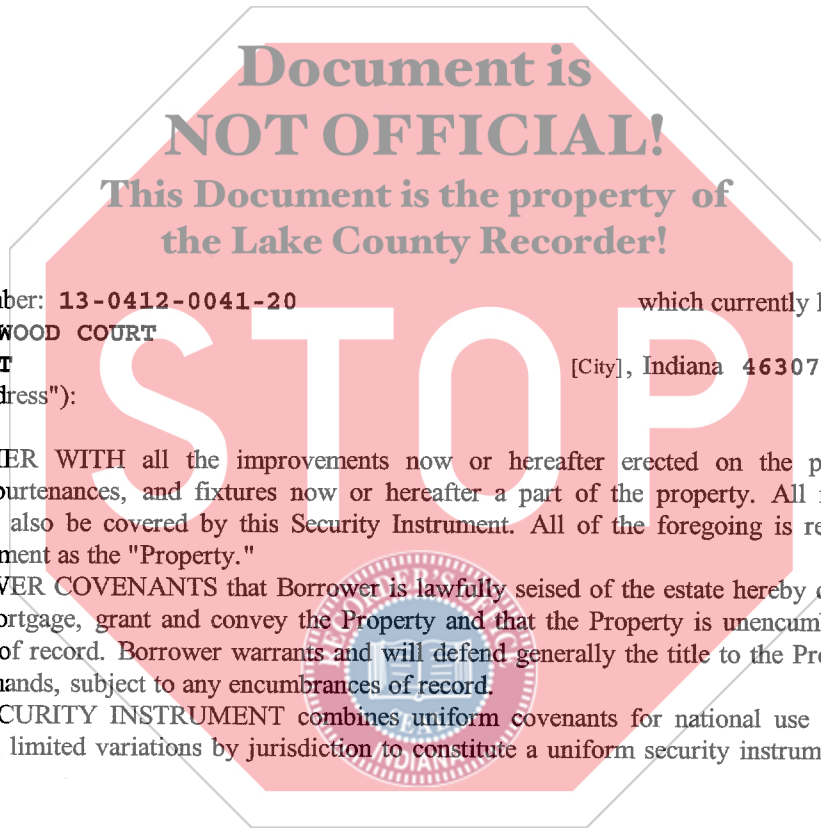 Document is
NOT OFFICIAL!
This Document is the property of
the Lake County Recorder!
ber: 13-0412-0041-20 which currently
WOOD COURT
T [City], Indiana 46307
dress"):
ER WITH all the improvements now or hereafter erected on the p
purtenances, and fixtures now or hereafter a part of the property. All
also be covered by this Security Instrument. All of the foregoing is re
ment as the "Property."
VER COVENANTS that Borrower is lawfully seised of the estate hereby
ortgage, grant and convey the Property and that the Property is unencumb
of record. Borrower warrants and will defend generally the title to the Pro
nands, subject to any encumbrances of record.
CURITY INSTRUMENT combines uniform covenants for national use
limited variations by jurisdiction to constitute a uniform security instrum
STOP
INDIANA